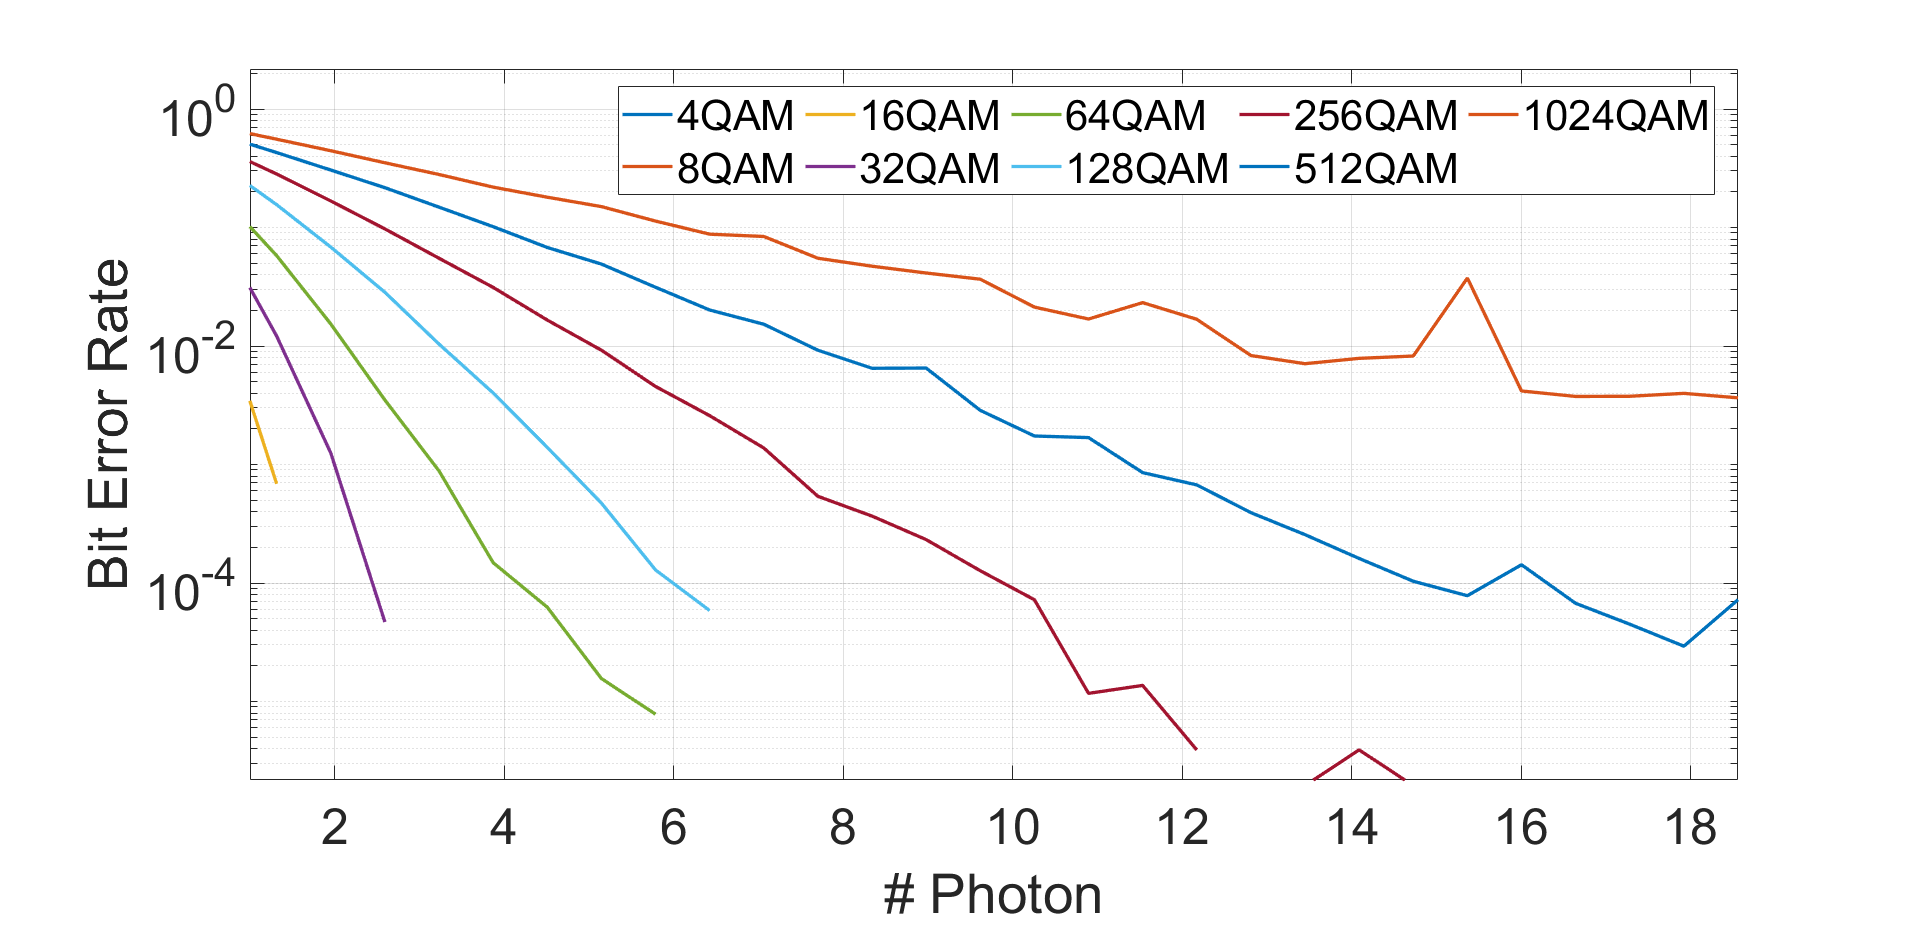 10^0
10^-2
10^-4
Bit Error Rate
4QAM 16QAM 64QAM 256QAM 1024QAM
8QAM 32QAM 128QAM 512QAM
2 4 6 8 10 12 14 16 18
# Photon